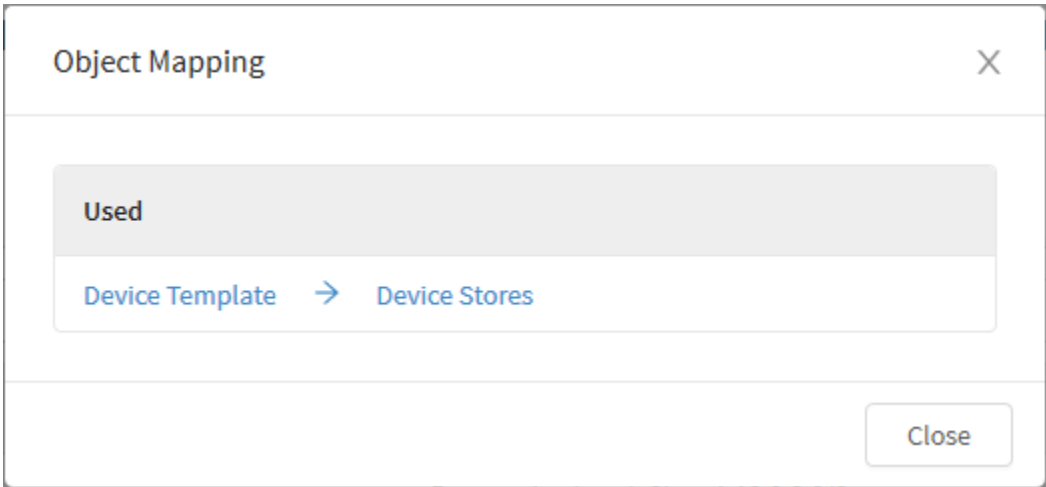 Object Mapping
Used
Device Template → Device Stores
Close